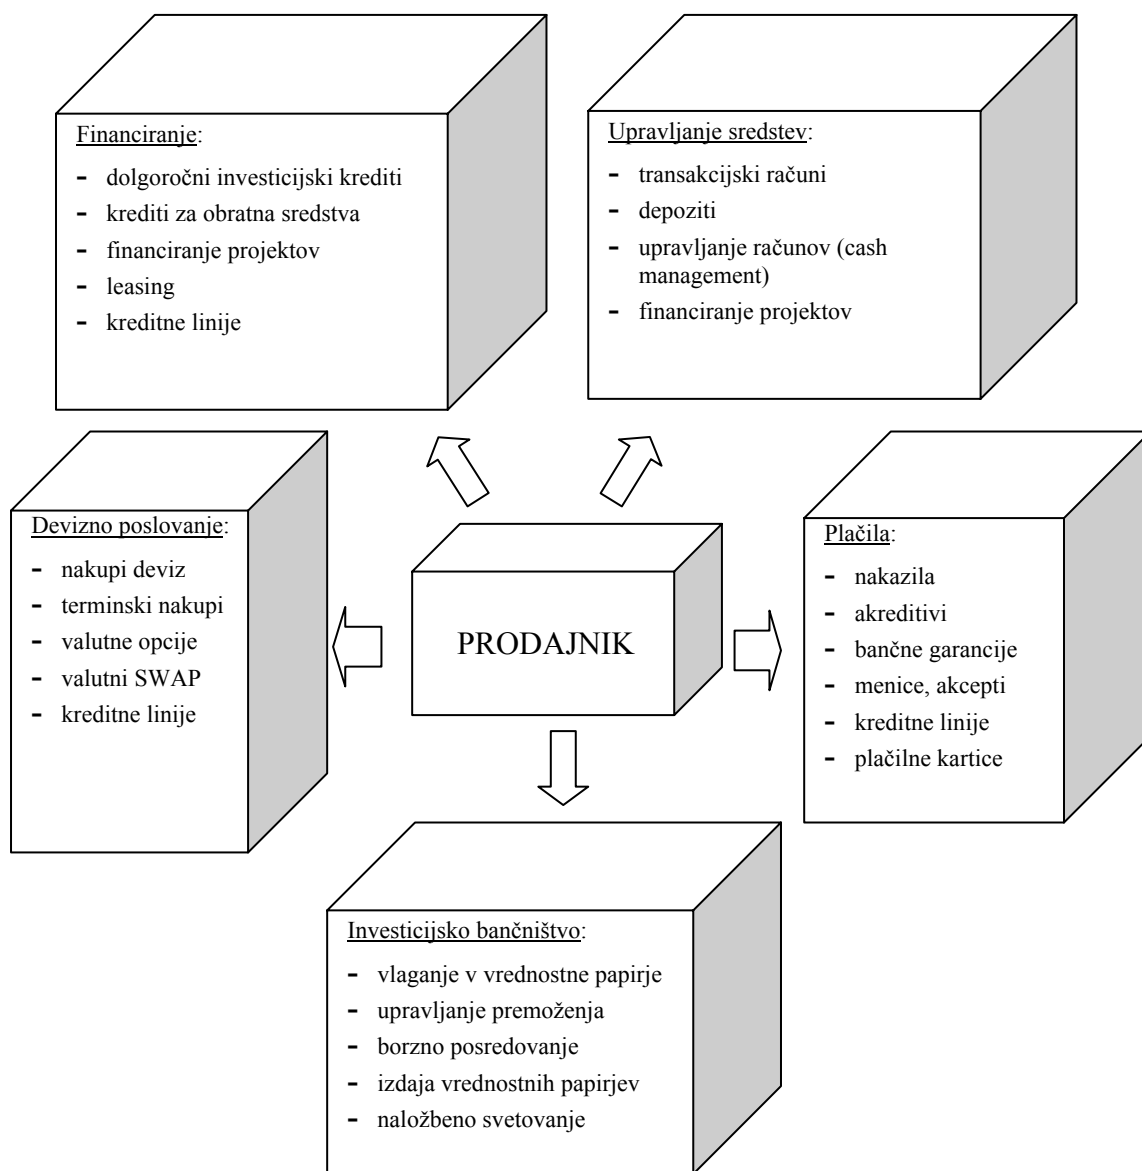 Financiranje:
- dolgoročni investicijski krediti
- krediti za obratna sredstva
- financiranje projektov
- leasing
- kreditne linije
Upravljanje sredstev:
- transakcijski računi
- depoziti
- upravljanje računov (cash
management)
- financiranje projektov
Devizno poslovanje:
- nakupi deviz
- terminski nakupi
- valutne opcije
- valutni SWAP
- kreditne linije
PRODAJNIK
Plačila:
- nakazila
- akreditivi
- bančne garancije
- menice, akcepti
- kreditne linije
- plačilne kartice
Investicijsko bančništvo:
- vlaganje v vrednostne papirje
- upravljanje premoženja
- borzno posredovanje
- izdaja vrednostnih papirjev
- naložbeno svetovanje